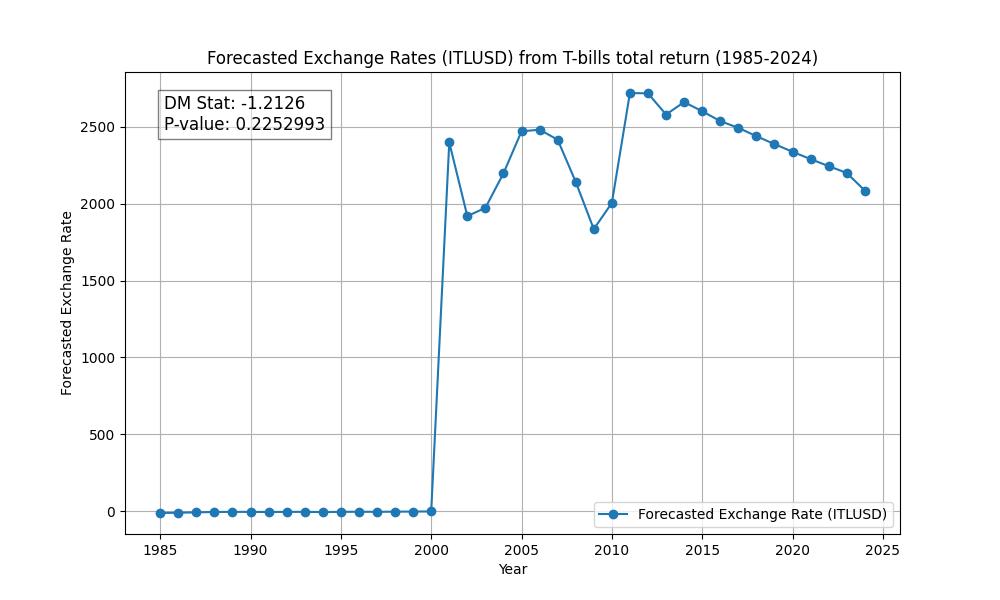 Forecasted Exchange Rates (ITLUSD) from T-bills total return (1985-2024)
DM Stat: -1.2126
P-value: 0.2252993
Forecasted Exchange Rate
2500
2000
1500
1000
500
0
Forecasted Exchange Rate (ITLUSD)
1985 1990 1995 2000 2005 2010 2015 2020 2025
Year